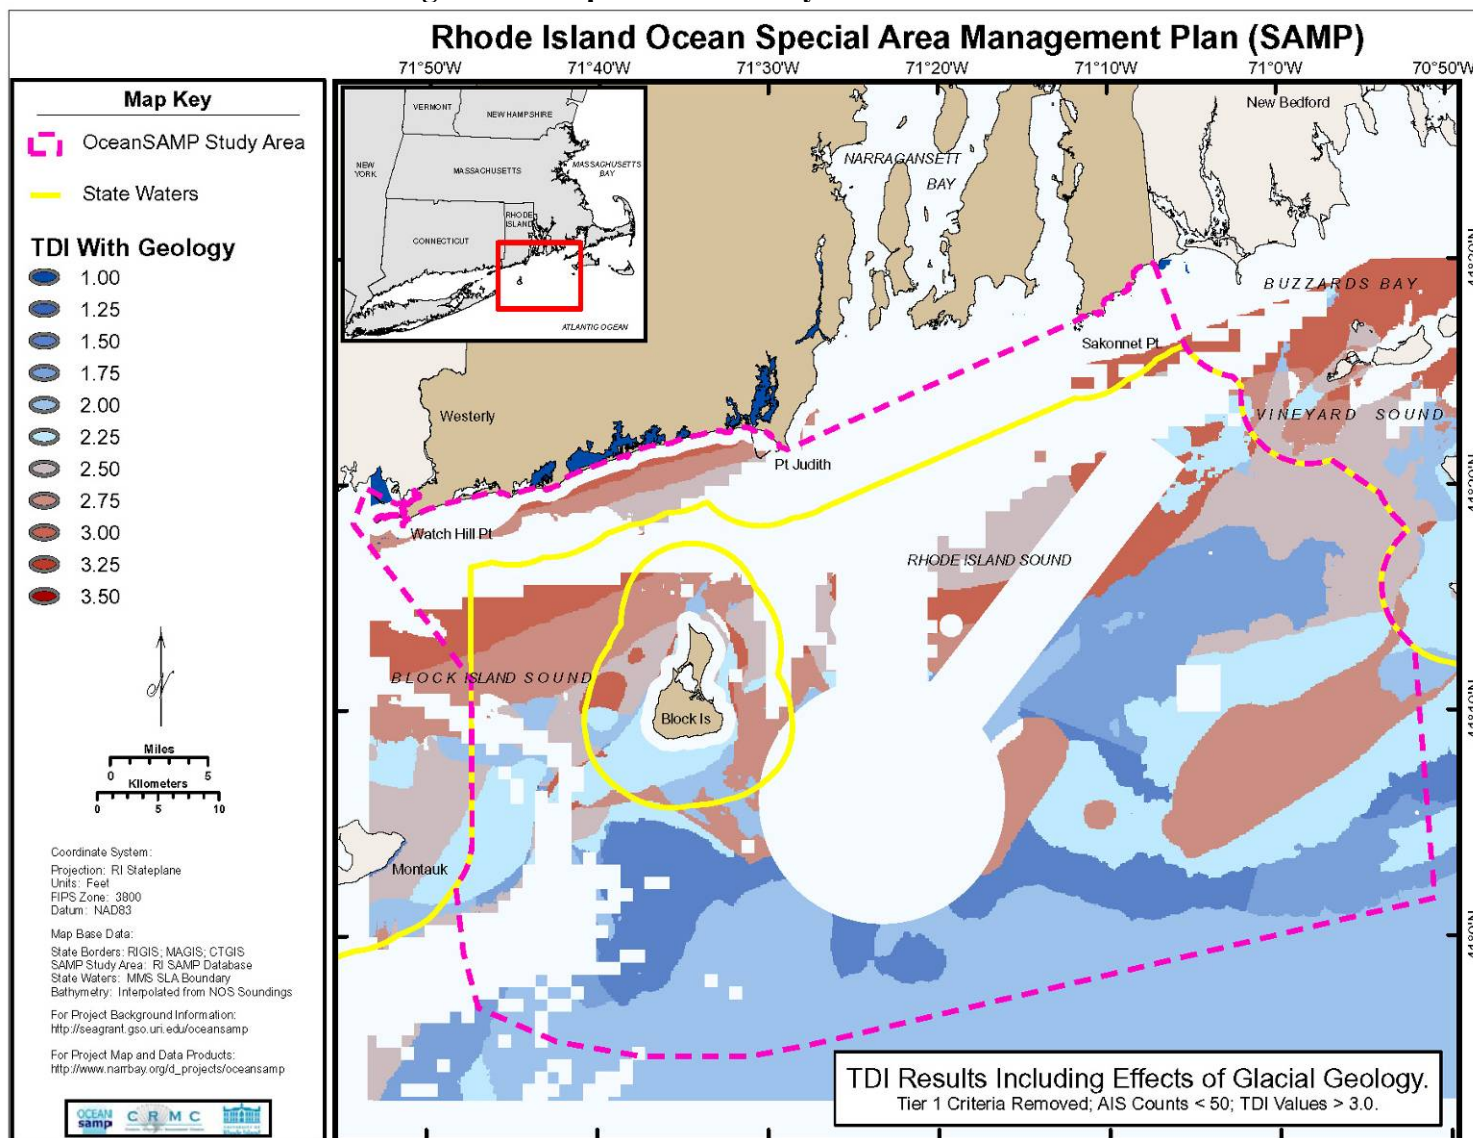 Rhode Island Ocean Special Area Management Plan (SAMP)
71°50'W 71°40'W 71°30'W 71°20'W 71°10'W 71°0'W 70°50'W
Map Key
OceanSAMP Study Area
State Waters
TDI With Geology
1.00
1.25
1.50
1.75
2.00
2.25
2.50
2.75
3.00
3.25
3.50
N
Miles
0 5
Kilometers
0 5 10
Coordinate System:
Projection: RI Stateplane
Units: Feet
FIPS Zone: 3800
Datum: NAD83
Map Base Data:
State Borders: RIGIS; MAGIS; CTGIS
SAMP Study Area: RI SAMP Database
State Waters: MMS SLA Boundary
Bathymetry: Interpolated from NOS Soundings
For Project Background Information:
http://seagrant.gso.uri.edu/oceansamp
For Project Map and Data Products:
http://www.narrbay.org/d_projects/oceansamp
OCEAN
samp
C R M C
VERMONT
NEW HAMPSHIRE
NEW
YORK
MASSACHUSETTS
MASSACHUSETTS
BAY
RHODE
ISLAND
CONNECTICUT
ATLANTIC OCEAN
New Bedford
NARRAGANSETT
BAY
BUZZARDS BAY
Sakonnet Pt
VINEYARD SOUND
Westerly
Pt Judith
Watch Hill Pt
RHODE ISLAND SOUND
BLOCK ISLAND SOUND
Block Is
Montauk
TDI Results Including Effects of Glacial Geology.
Tier 1 Criteria Removed; AIS Counts < 50; TDI Values > 3.0.